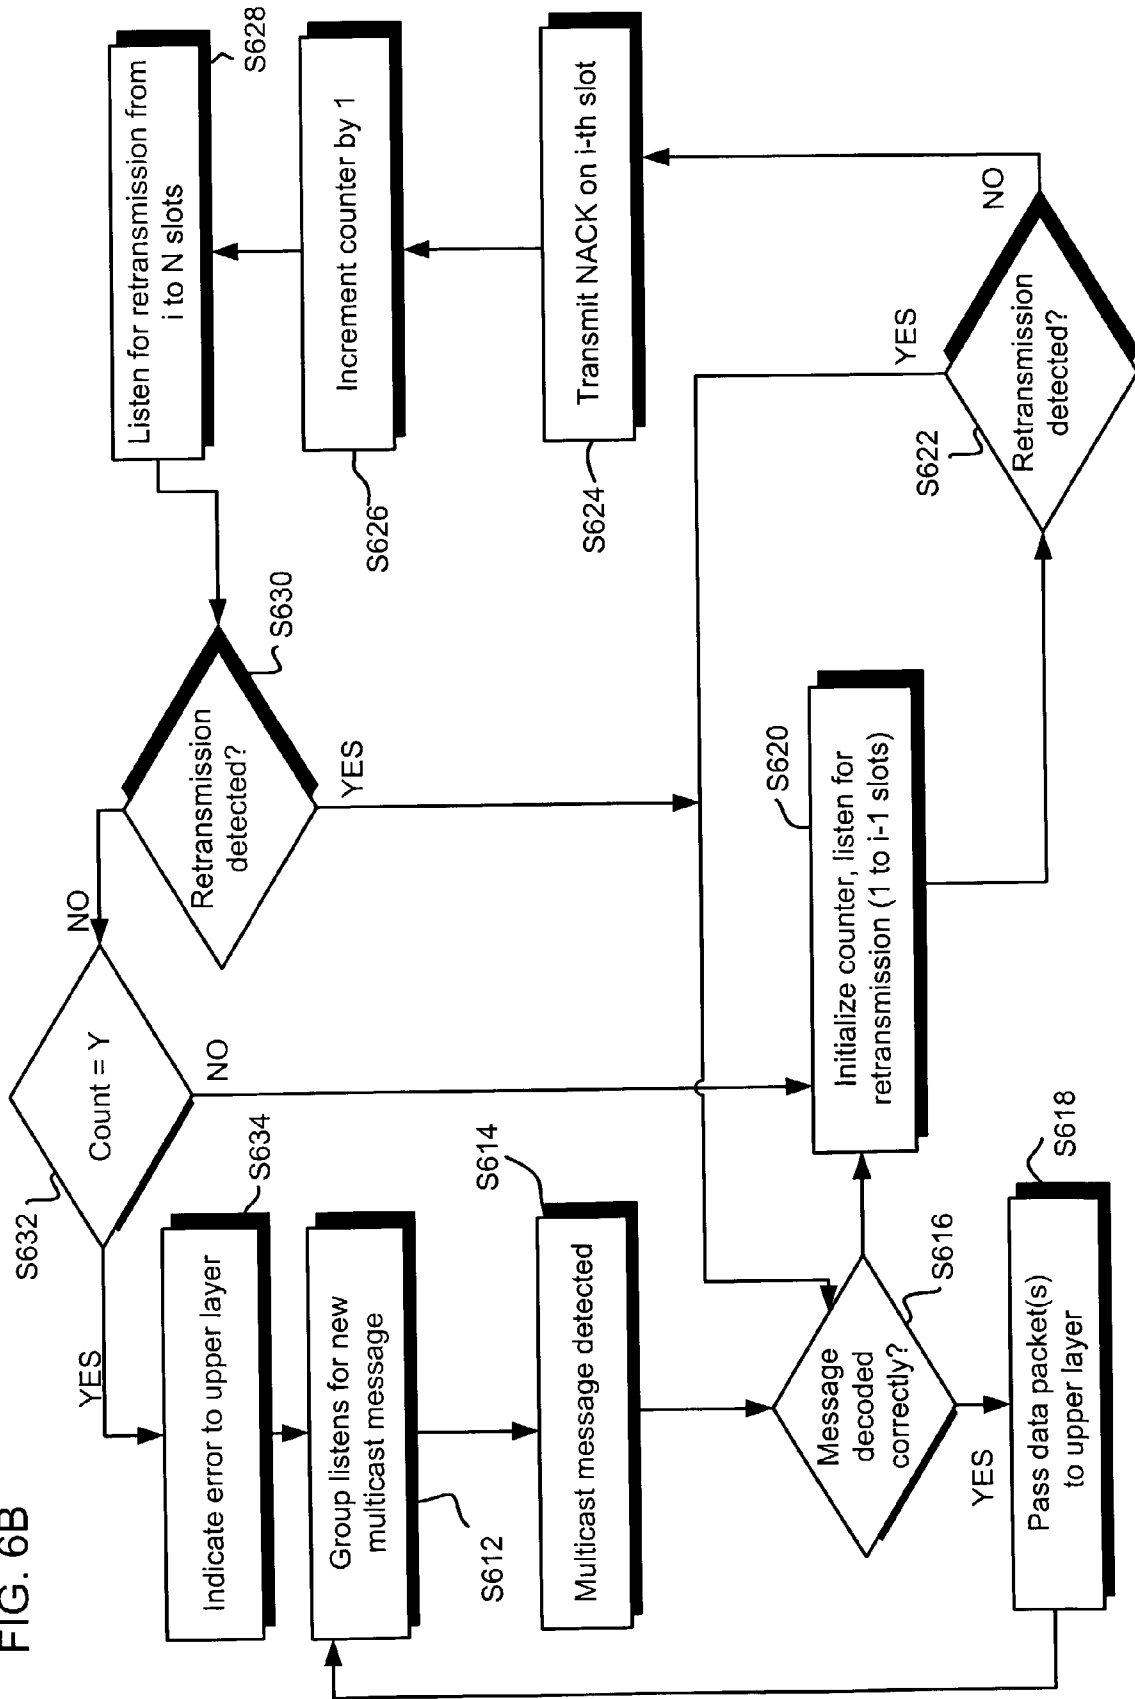 FIG. 6B
S632
Count = Y
YES
NO
NO
Indicate error to upper layer
S634
Group listens for new
multicast message
S612
Multicast message detected
S614
Message
decoded
correctly?
S616
YES
Pass data packet(s)
to upper layer
S618
Initialize counter, listen for
retransmission (1 to i-1 slots)
S620
Retransmission
detected?
S622
YES
NO
Transmit NACK on i-th slot
S624
Increment counter by 1
S626
Listen for retransmission from
i to N slots
S628
Retransmission
detected?
S630
YES